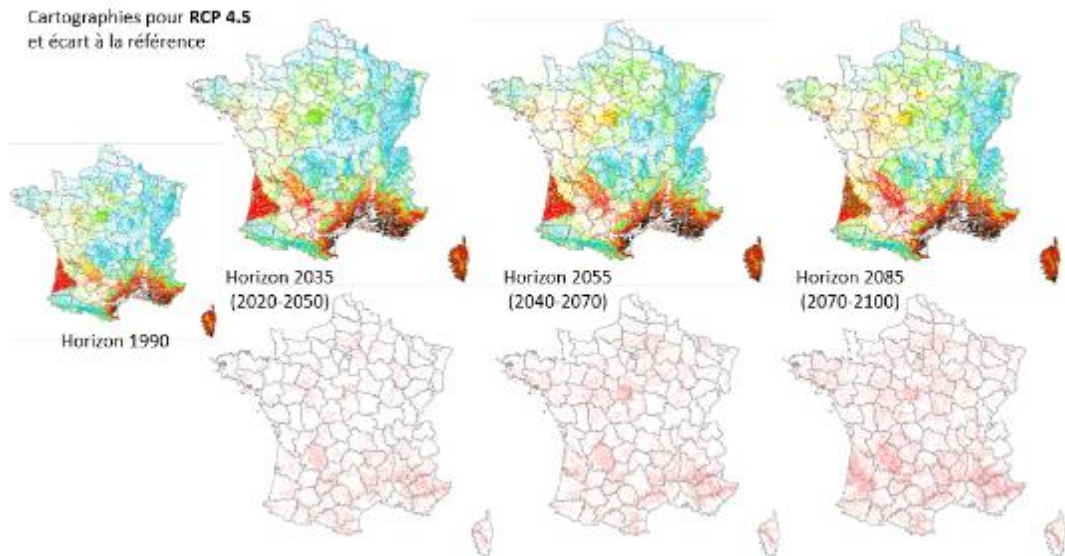 Cartographies pour RCP 4.5
et écart à la référence
Horizon 1990
Horizon 2035
(2020-2050)
Horizon 2055
(2040-2070)
Horizon 2085
(2070-2100)